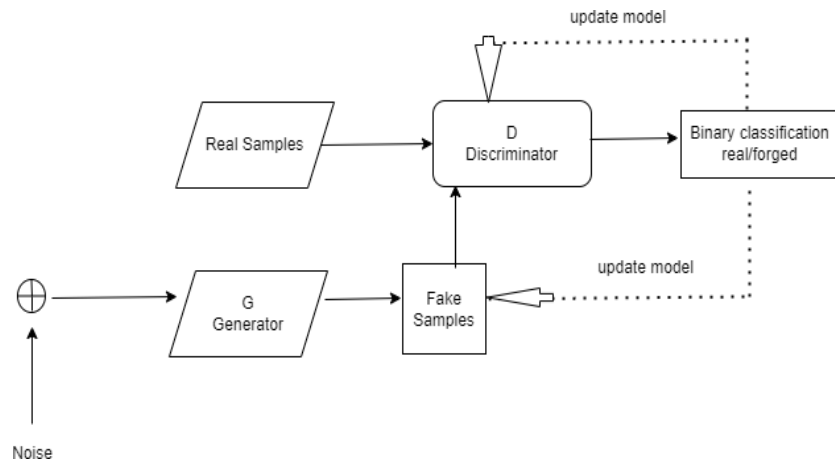 update model
Real Samples
D
Discriminator
Binary classification
real/forged
update model
G
Generator
Fake
Samples
Noise